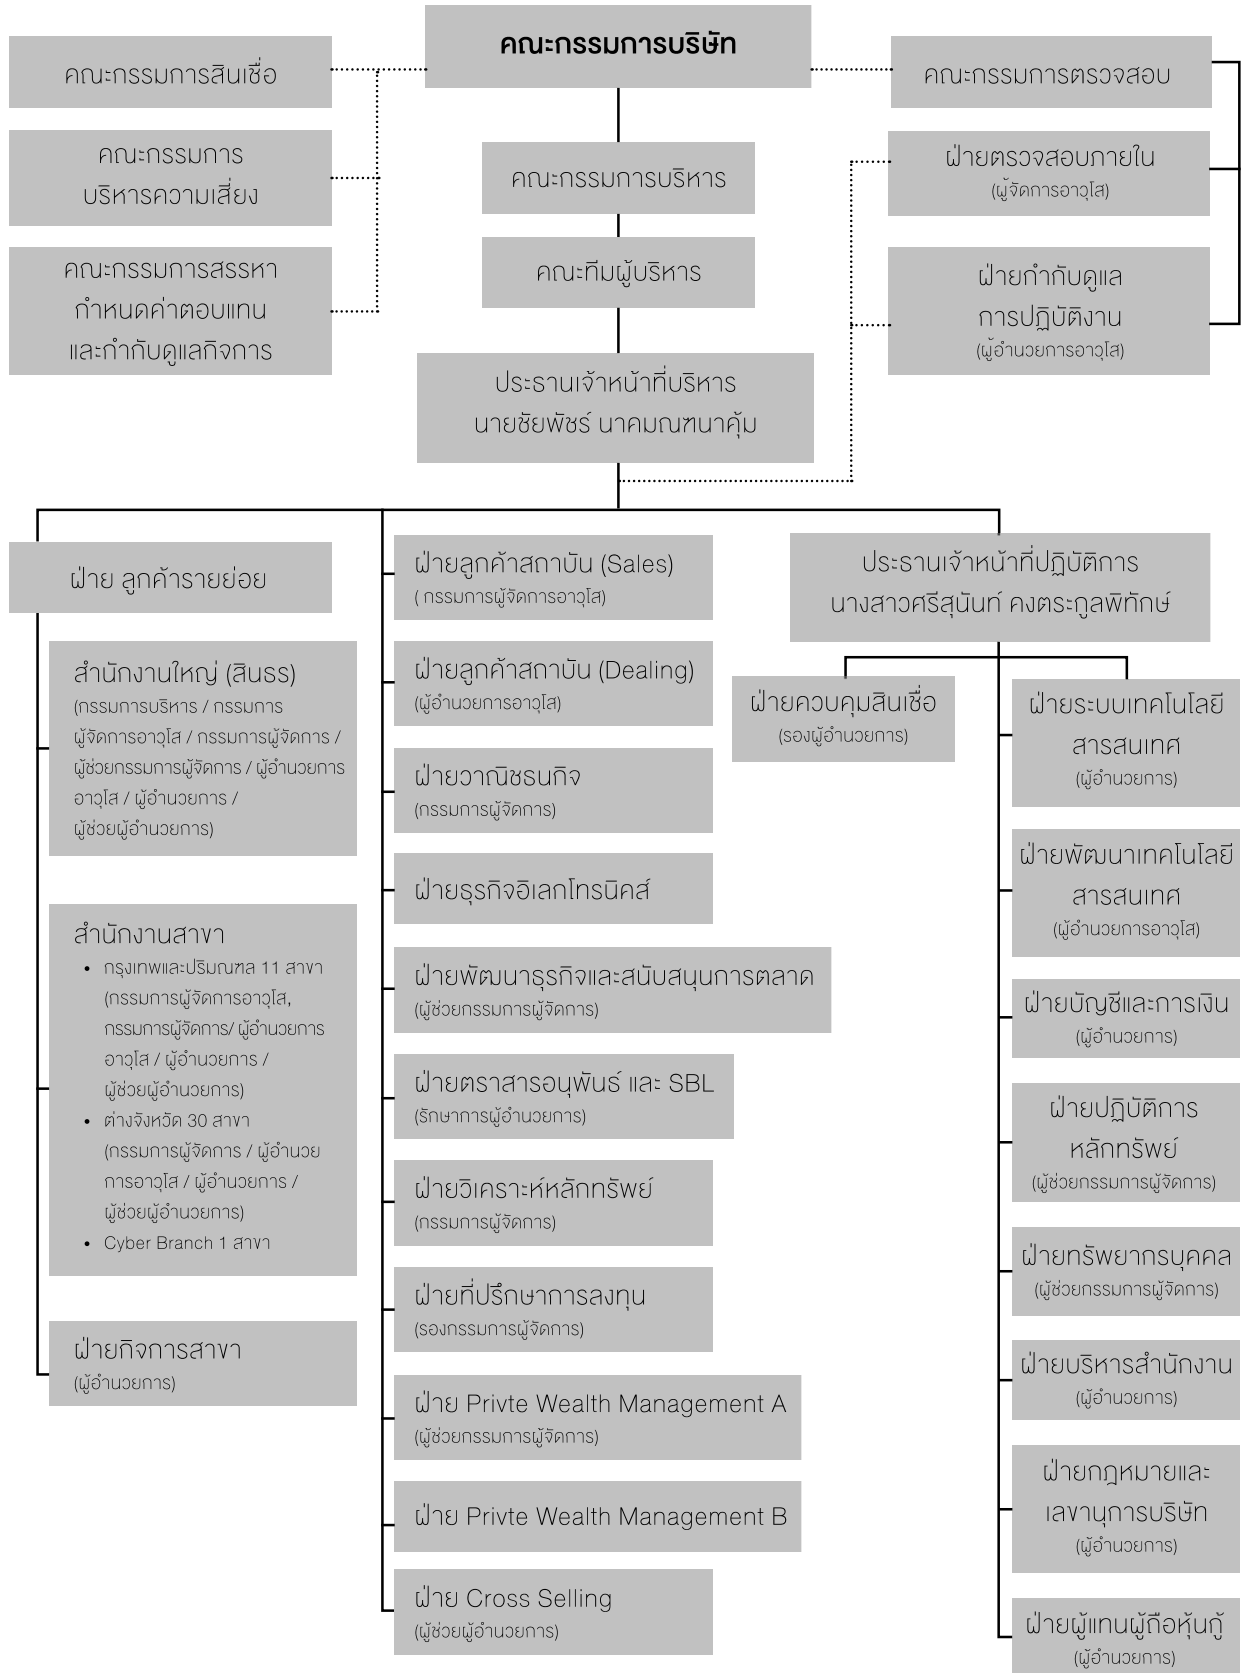 คณะกรรมการบริษัท
คณะกรรมการสินเชื่อ
คณะกรรมการ
บริหารความเสี่ยง
คณะกรรมการสรรหา
กำหนดค่าตอบแทน
และกำกับดูแลกิจการ
คณะกรรมการบริหาร
คณะทีมผู้บริหาร
ประธานเจ้าหน้าที่บริหาร
นายชัยพัชร์ นาคมณฑนาคุ้ม
คณะกรรมการตรวจสอบ
ฝ่ายตรวจสอบภายใน
(ผู้จัดการอาวุโส)
ฝ่ายกำกับดูแล
การปฏิบัติงาน
(ผู้อำนวยการอาวุโส)
ฝ่าย ลูกค้ารายย่อย
สำนักงานใหญ่ (สินธร)
(กรรมการบริหาร / กรรมการ
ผู้จัดการอาวุโส / กรรมการผู้จัดการ /
ผู้ช่วยกรรมการผู้จัดการ / ผู้อำนวยการ
อาวุโส / ผู้อำนวยการ /
ผู้ช่วยผู้อำนวยการ)
สำนักงานสาขา
• กรุงเทพและปริมณฑล 11 สาขา
(กรรมการผู้จัดการอาวุโส,
กรรมการผู้จัดการ/ ผู้อำนวยการ
อาวุโส / ผู้อำนวยการ /
ผู้ช่วยผู้อำนวยการ)
• ต่างจังหวัด 30 สาขา
(กรรมการผู้จัดการ / ผู้อำนวย
การอาวุโส / ผู้อำนวยการ /
ผู้ช่วยผู้อำนวยการ)
• Cyber Branch 1 สาขา
ฝ่ายกิจการสาขา
(ผู้อำนวยการ)
ฝ่ายลูกค้าสถาบัน (Sales)
( กรรมการผู้จัดการอาวุโส)
ฝ่ายลูกค้าสถาบัน (Dealing)
(ผู้อำนวยการอาวุโส)
ฝ่ายวาณิชธนกิจ
(กรรมการผู้จัดการ)
ฝ่ายธุรกิจอิเลกโทรนิคส์
ฝ่ายพัฒนาธุรกิจและสนับสนุนการตลาด
(ผู้ช่วยกรรมการผู้จัดการ)
ฝ่ายตราสารอนุพันธ์ และ SBL
(รักษาการผู้อำนวยการ)
ฝ่ายวิเคราะห์หลักทรัพย์
(กรรมการผู้จัดการ)
ฝ่ายที่ปรึกษาการลงทุน
(รองกรรมการผู้จัดการ)
ฝ่าย Privte Wealth Management A
(ผู้ช่วยกรรมการผู้จัดการ)
ฝ่าย Privte Wealth Management B
ฝ่าย Cross Selling
(ผู้ช่วยผู้อำนวยการ)
ประธานเจ้าหน้าที่ปฏิบัติการ
นางสาวศรีสุนันท์ คงตระกูลพิทักษ์
ฝ่ายควบคุมสินเชื่อ
(รองผู้อำนวยการ)
ฝ่ายระบบเทคโนโลยี
สารสนเทศ
(ผู้อำนวยการ)
ฝ่ายพัฒนาเทคโนโลยี
สารสนเทศ
(ผู้อำนวยการอาวุโส)
ฝ่ายบัญชีและการเงิน
(ผู้อำนวยการ)
ฝ่ายปฏิบัติการ
หลักทรัพย์
(ผู้ช่วยกรรมการผู้จัดการ)
ฝ่ายทรัพยากรบุคคล
(ผู้ช่วยกรรมการผู้จัดการ)
ฝ่ายบริหารสำนักงาน
(ผู้อำนวยการ)
ฝ่ายกฎหมายและ
เลขานุการบริษัท
(ผู้อำนวยการ)
ฝ่ายผู้แทนผู้ถือหุ้นกู้
(ผู้อำนวยการ)